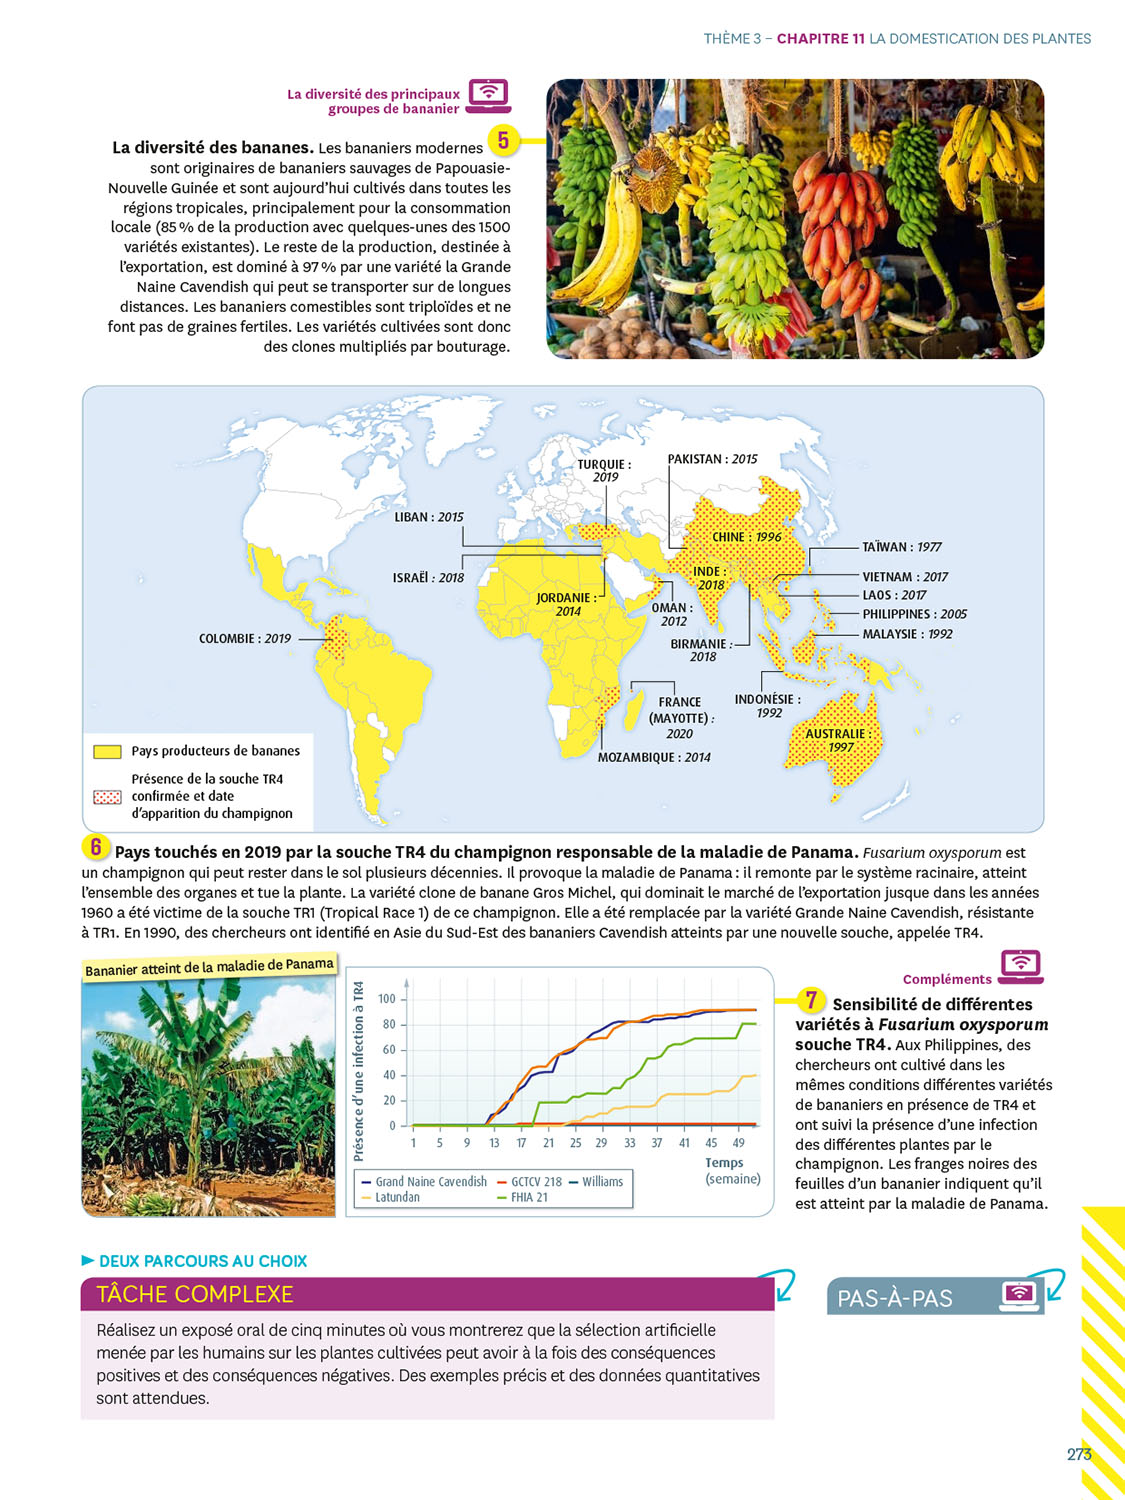 THÈME 3 – CHAPITRE 11 LA DOMESTICATION DES PLANTES
La diversité des principaux
groupes de bananier
5
La diversité des bananes. Les bananiers modernes
sont originaires de bananiers sauvages de Papouasie-
Nouvelle Guinée et sont aujourd'hui cultivés dans toutes les
régions tropicales, principalement pour la consommation
locale (85 % de la production avec quelques-unes des 1500
variétés existantes). Le reste de la production, destinée à
l'exportation, est dominé à 97 % par une variété la Grande
Naine Cavendish qui peut se transporter sur de longues
distances. Les bananiers comestibles sont triploïdes et ne
font pas de graines fertiles. Les variétés cultivées sont donc
des clones multipliés par bouturage.
TURQUIE :
2019
PAKISTAN : 2015
LIBAN : 2015
CHINE : 1996
TAÏWAN : 1977
ISRAËL : 2018
INDE :
2018
VIETNAM : 2017
JORDANIE :
2014
LAOS : 2017
OMAN :
2012
PHILIPPINES : 2005
COLOMBIE : 2019
MALAYSIE : 1992
BIRMANIE :
2018
FRANCE
(MAYOTTE) :
2020
INDONÉSIE :
1992
AUSTRALIE :
1997
MOZAMBIQUE : 2014
Pays producteurs de bananes
Présence de la souche TR4
confirmée et date
d'apparition du champignon
6 Pays touchés en 2019 par la souche TR4 du champignon responsable de la maladie de Panama. Fusarium oxysporum est
un champignon qui peut rester dans le sol plusieurs décennies. Il provoque la maladie de Panama : il remonte par le système racinaire, atteint
l'ensemble des organes et tue la plante. La variété clone de banane Gros Michel, qui dominait le marché de l'exportation jusque dans les années
1960 a été victime de la souche TR1 (Tropical Race 1) de ce champignon. Elle a été remplacée par la variété Grande Naine Cavendish, résistante
à TR1. En 1990, des chercheurs ont identifié en Asie du Sud-Est des bananiers Cavendish atteints par une nouvelle souche, appelée TR4.
Bananier atteint de la maladie de Panama
Présence d'une infection à TR4
100
80
60
40
20
0
1 5 9 13 17 21 25 29 33 37 41 45 49
Temps
(semaine)
Grand Naine Cavendish GCTCV 218 Williams
Latundan FHIA 21
Compléments
7 Sensibilité de différentes
variétés à Fusarium oxysporum
souche TR4. Aux Philippines, des
chercheurs ont cultivé dans les
mêmes conditions différentes variétés
de bananiers en présence de TR4 et
ont suivi la présence d'une infection
des différentes plantes par le
champignon. Les franges noires des
feuilles d'un bananier indiquent qu'il
est atteint par la maladie de Panama.
DEUX PARCOURS AU CHOIX
TÂCHE COMPLEXE
Réalisez un exposé oral de cinq minutes où vous montrerez que la sélection artificielle
menée par les humains sur les plantes cultivées peut avoir à la fois des conséquences
positives et des conséquences négatives. Des exemples précis et des données quantitatives
sont attendues.
PAS-À-PAS
273